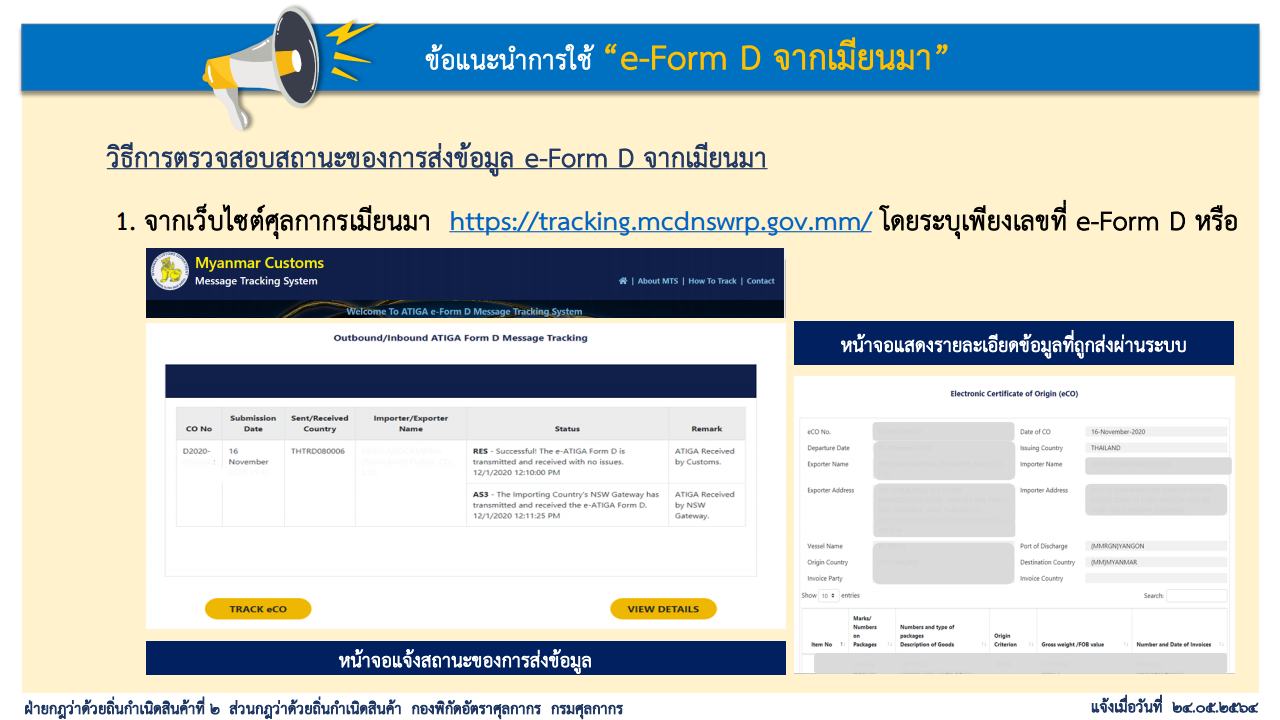 ข้อแนะนำการใช้ “e-Form D จากเมียนมา”
วิธีการตรวจสอบสถานะของการส่งข้อมูล e-Form D จากเมียนมา
1. จากเว็บไซต์ศุลกากรเมียนมา https://tracking.mcdnswrp.gov.mm/ โดยระบุเพียงเลขที่ e-Form D หรือ
Myanmar Customs
Message Tracking System
| About MTS | How To Track | Contact
Welcome To ATIGA e-Form D Message Tracking System
Outbound/Inbound ATIGA Form D Message Tracking
CO No
Submission
Date
Sent/Received
Country
Importer/Exporter
Name
Status
Remark
D2020-
16
November
THTRD080006
RES - Successful! The e-ATIGA Form D is
transmitted and received with no issues.
12/1/2020 12:10:00 PM
ATIGA Received
by Customs.
AS3 - The Importing Country's NSW Gateway has
transmitted and received the e-ATIGA Form D.
12/1/2020 12:11:25 PM
ATIGA Received
by NSW
Gateway.
TRACK eCO
VIEW DETAILS
หน้าจอแจ้งสถานะของการส่งข้อมูล
หน้าจอแสดงรายละเอียดข้อมูลที่ถูกส่งผ่านระบบ
Electronic Certificate of Origin (eCO)
eCO No.
Date of CO 16-November-2020
Departure Date
Issuing Country THAILAND
Exporter Name
Importer Name
Exporter Address
Importer Address
Vessel Name
Port of Discharge (MMRGN)YANGON
Origin Country
Destination Country (MM)MYANMAR
Invoice Party
Invoice Country
Show 10 entries
Search:
Item No
Marks/
Numbers
on
Packages
Numbers and type of
packages
Description of Goods
Origin
Criterion
Gross weight /FOB value
Number and Date of Invoices
ฝ่ายกฎว่าด้วยถิ่นกำเนิดสินค้าที่ ๒ ส่วนกฎว่าด้วยถิ่นกำเนิดสินค้า กองพิกัดอัตราศุลกากร กรมศุลกากร
แจ้งเมื่อวันที่ ๒๔.๐๕.๒๕๖๔